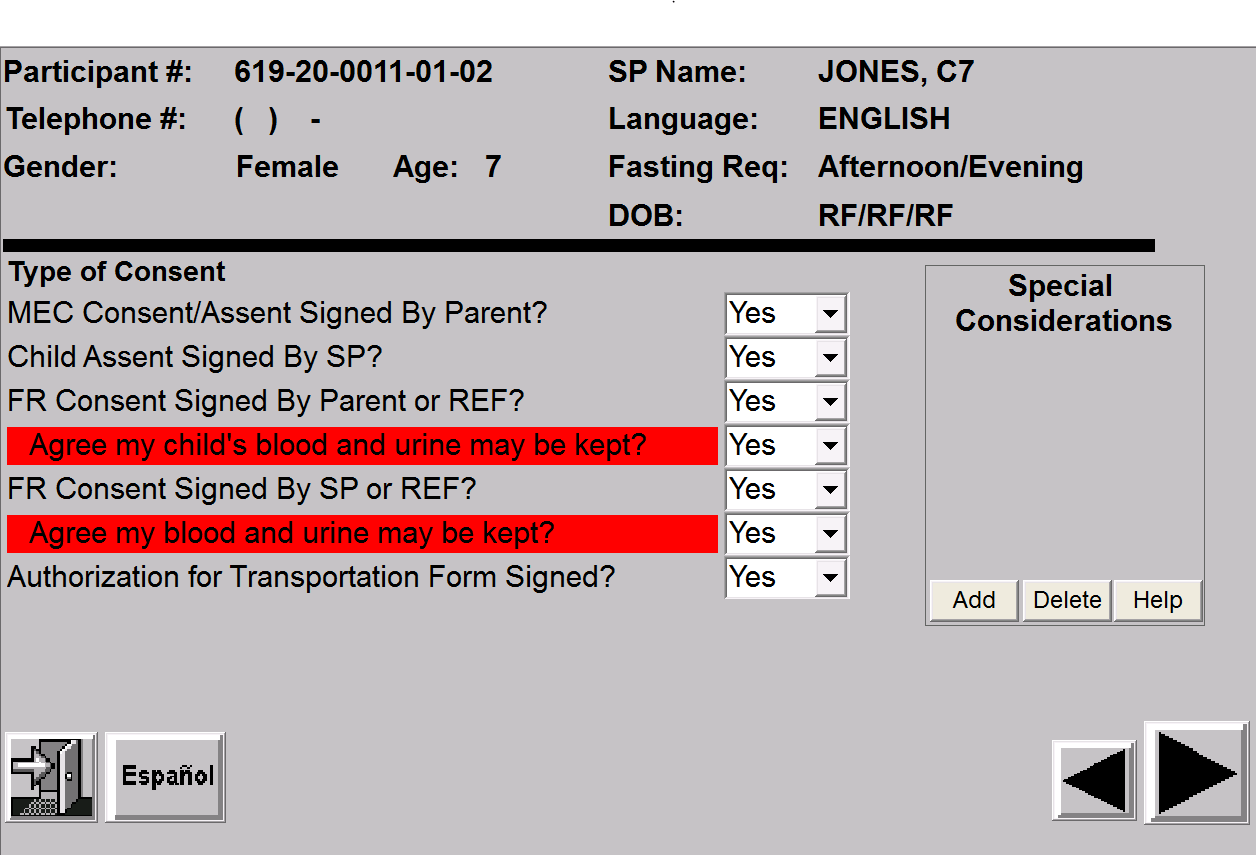 Participant #: 619-20-0011-01-02 SP Name: JONES, C7
Telephone #: ( ) - Language: ENGLISH
Gender: Female Age: 7 Fasting Req: Afternoon/Evening
DOB: RF/RF/RF
Type of Consent
MEC Consent/Assent Signed By Parent? Yes
Child Assent Signed By SP? Yes
FR Consent Signed By Parent or REF? Yes
Agree my child's blood and urine may be kept? Yes
FR Consent Signed By SP or REF? Yes
Agree my blood and urine may be kept? Yes
Authorization for Transportation Form Signed? Yes
Special
Considerations
Add Delete Help
Español